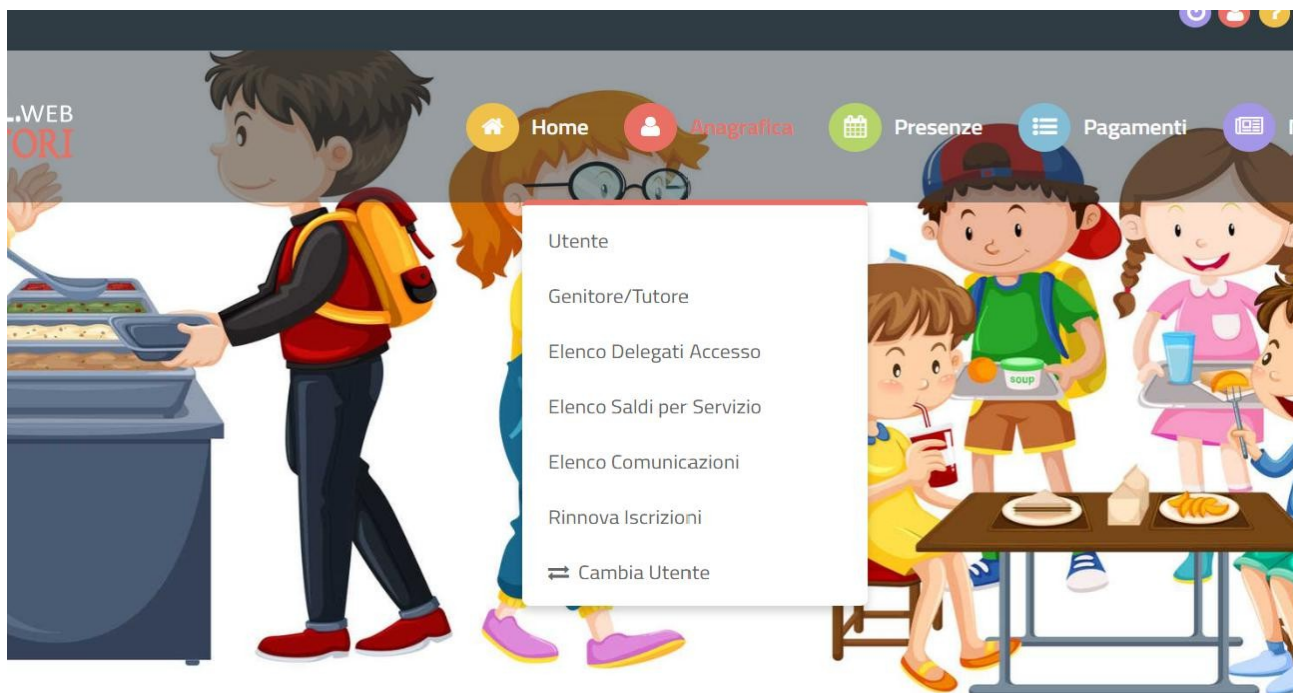 WEB
Home
Anagrafica
Presenze
Pagamenti
Utente
Genitore/Tutore
Elenco Delegati Accesso
Elenco Saldi per Servizio
Elenco Comunicazioni
Rinnova Iscrizioni
Cambia Utente
soup